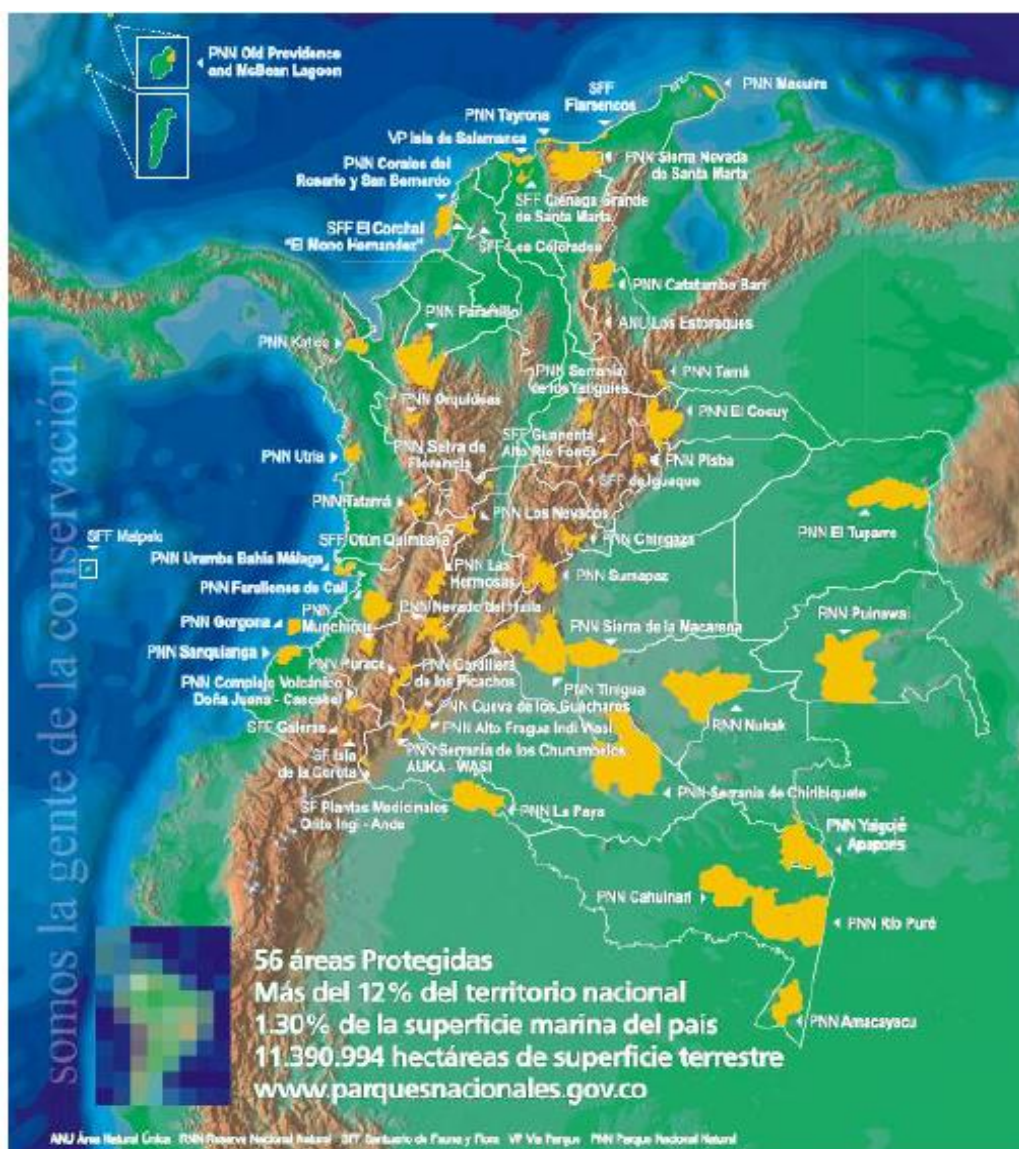 PNN Old Providence
and McBean Lagoon
PNN Macuira
SFF
Flamencos
PNN Tayrona
VP Isla de Salamanca
PNN Corales del
Rosario y San Bernardo
PNN Sierra Nevada
de Santa Marta
SFF Ciénaga Grande
de Santa Marta
SFF El Corchal
"El Mono Hernandez"
SFF Los Colorados
PNN Catatumbo Bari
PNN Paramillo
ANU Los Estoraques
PNN Katios
PNN Serranía
de los Yariguies
PNN Tamá
PNN Orquideas
PNN El Cocuy
SFF Guanenta
Alto Rio Fonce
PNN Selva de
Florencia
PNN Utria
PNN Pisba
SFF de Iguaque
PNN Tatamá
PNN Los Nevados
PNN El Tuparro
SFF Malpelo
SFF Otún Quimbaya
PNN Chingaza
PNN Uramba Bahía Málaga
PNN Las
Hermosas
PNN Sumapaz
PNN Farallones de Cali
PNN
Munchique
PNN Nevado del Huila
PNN Puinawai
PNN Gorgona
PNN Sierra de la Macarena
PNN Sanquianga
PNN Purace
PNN Cordillera
de los Picachos
PNN Tinigua
PNN Complejo Volcánico
Doña Juana - Cascabel
PNN Cueva de los Guacharos
RNN Nukak
SFF Galeras
PNN Alto Fragua Indi Wasi
SF Isla
de la Corota
PNN Serranía de los Churumbelos
AUKA - WASI
PNN Serranía de Chiribiquete
SF Plantas Medicinales
Orito Ingi - Ande
PNN La Paya
PNN Yaigojé
Apaporis
PNN Cahuinarí
PNN Río Puré
PNN Amacayacu
somos la gente de la conservación
56 áreas Protegidas
Más del 12% del territorio nacional
1.30% de la superficie marina del país
11.390.994 hectáreas de superficie terrestre
www.parquesnacionales.gov.co
ANU Área Natural Única RNN Reserva Nacional Natural SFF Santuario de Fauna y Flora VP Vía Parque PNN Parque Nacional Natural